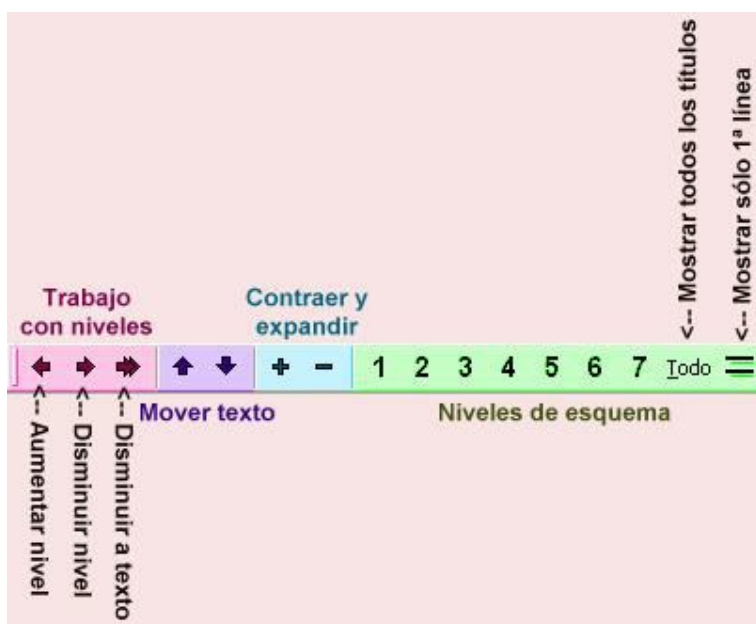 <-- Mostrar todos los títulos
<-- Mostrar sólo 1ª línea
Trabajo
con niveles
Contraer y
expandir
1 2 3 4 5 6 7 Todo
Mover texto
Niveles de esquema
<-- Aumentar nivel
<-- Disminuir nivel
<-- Disminuir a texto